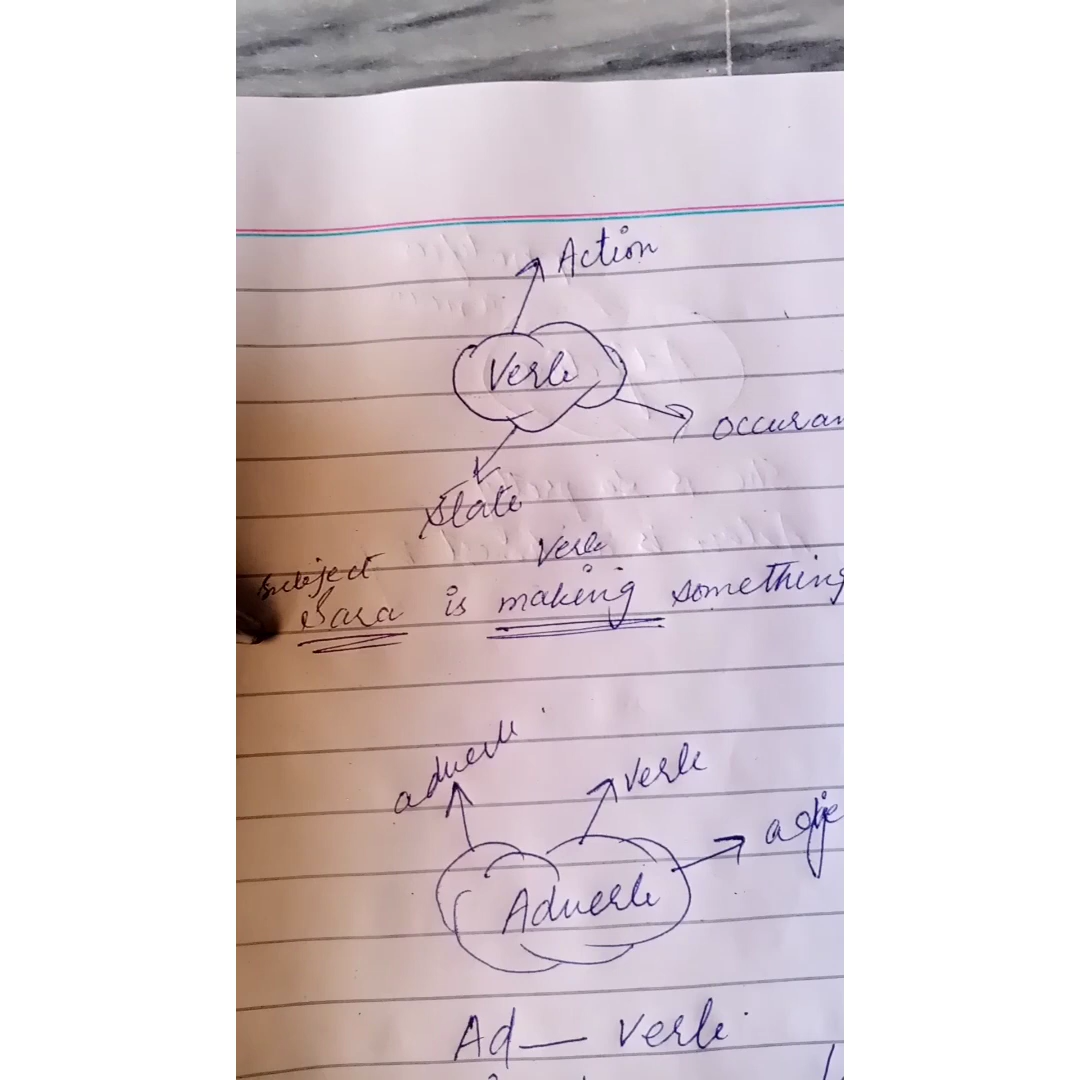 Action
Verb
occuran
State
Subject Verb
Sara is making something
adverb
Verb
adje
Adverb
Ad— Verb